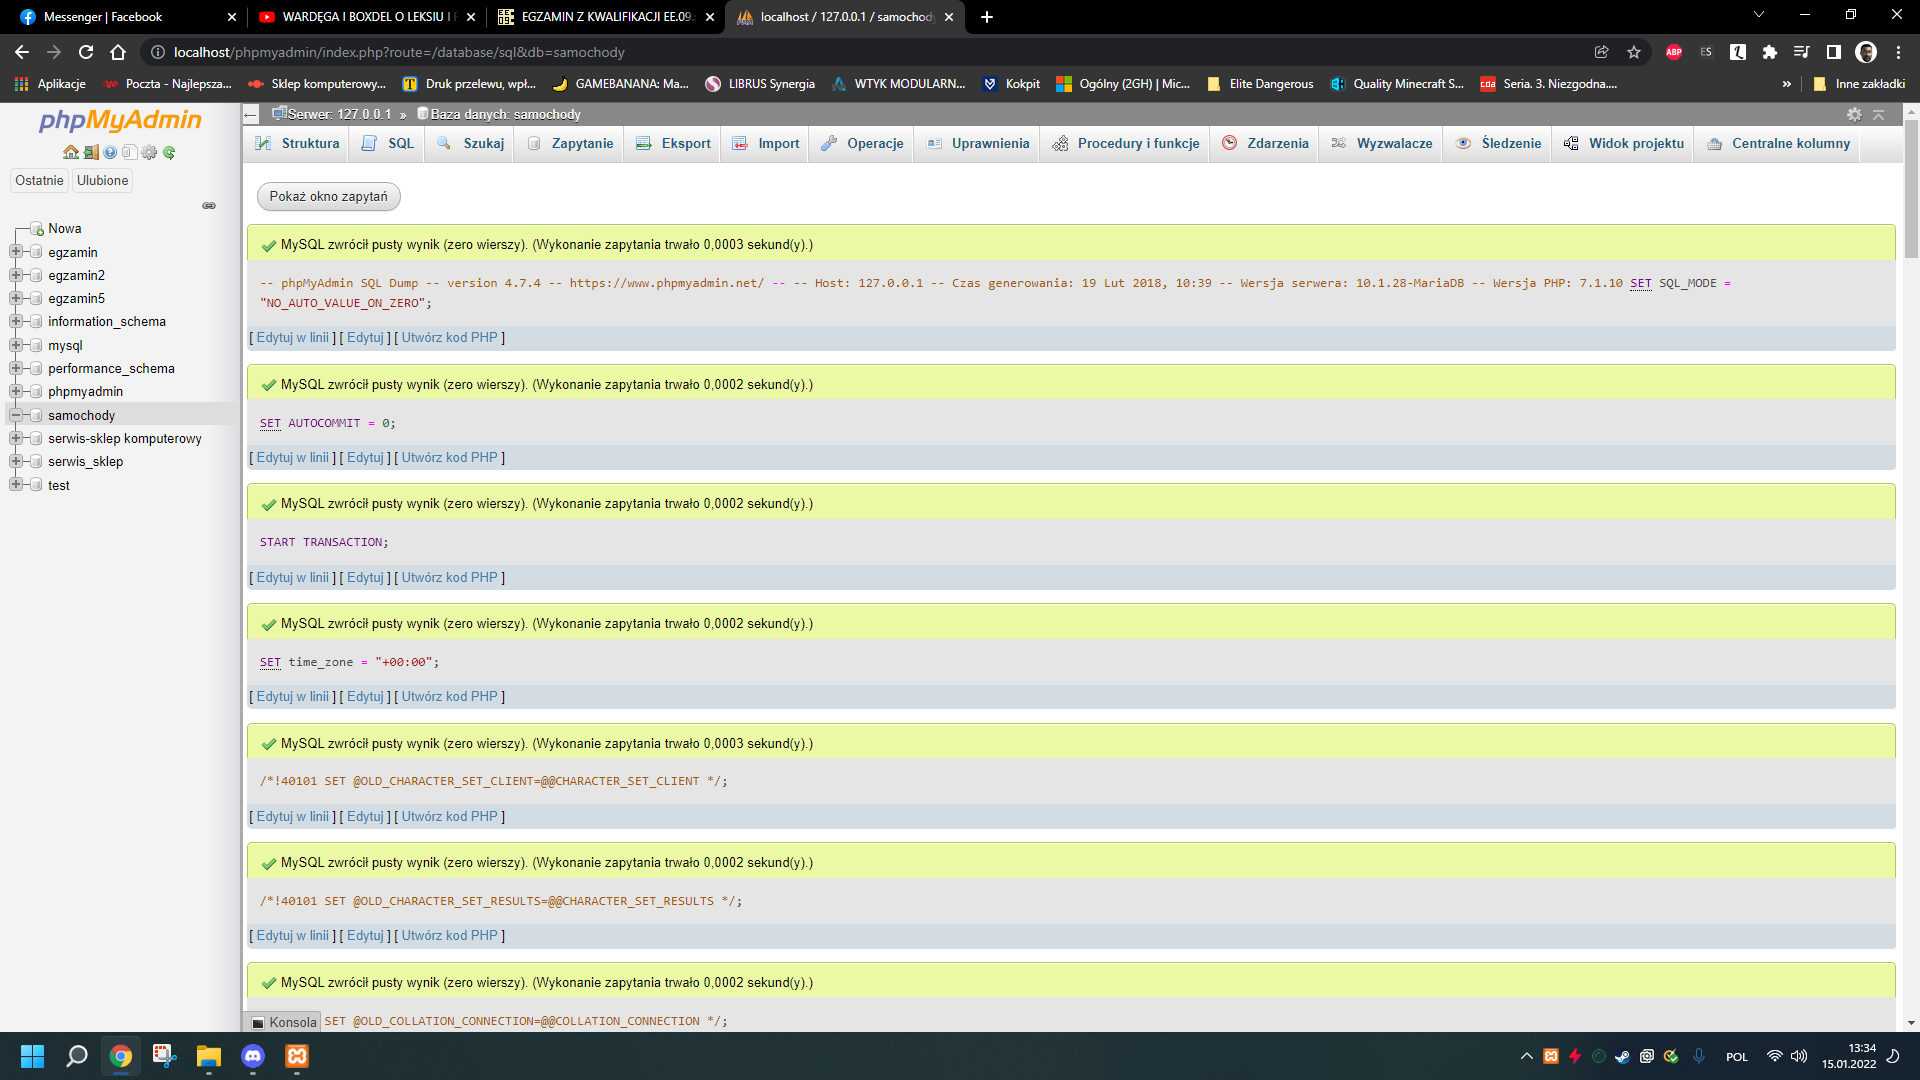 Messenger | Facebook
WARDĘGA I BOXDEL O LEKSIU I F
EGZAMIN Z KWALIFIKACJI EE.09
localhost / 127.0.0.1 / samochody
localhost/phpmyadmin/index.php?route=/database/sql&db=samochody
ABP
ES
Aplikacje
Poczta - Najlepsza...
Sklep komputerowy...
Druk przelewu, wpł...
GAMEBANANA: Ma...
LIBRUS Synergia
WTYK MODULARN...
Kokpit
Ogólny (2GH) | Mic...
Elite Dangerous
Quality Minecraft S...
cda
Seria. 3. Niezgodna....
»
Inne zakładki
phpMyAdmin
Ostatnie
Ulubione
Nowa
egzamin
egzamin2
egzamin5
information_schema
mysql
performance_schema
phpmyadmin
samochody
serwis-sklep komputerowy
serwis_sklep
test
Serwer: 127.0.0.1 » Baza danych: samochody
Struktura
SQL
Szukaj
Zapytanie
Eksport
Import
Operacje
Uprawnienia
Procedury i funkcje
Zdarzenia
Wyzwalacze
Śledzenie
Widok projektu
Centralne kolumny
Pokaż okno zapytań
MySQL zwrócił pusty wynik (zero wierszy). (Wykonanie zapytania trwało 0,0003 sekund(y).)
-- phpMyAdmin SQL Dump -- version 4.7.4 -- https://www.phpmyadmin.net/ -- -- Host: 127.0.0.1 -- Czas generowania: 19 Lut 2018, 10:39 -- Wersja serwera: 10.1.28-MariaDB -- Wersja PHP: 7.1.10 SET SQL_MODE =
"NO_AUTO_VALUE_ON_ZERO";
[ Edytuj w linii ] [ Edytuj ] [ Utwórz kod PHP ]
MySQL zwrócił pusty wynik (zero wierszy). (Wykonanie zapytania trwało 0,0002 sekund(y).)
SET AUTOCOMMIT = 0;
[ Edytuj w linii ] [ Edytuj ] [ Utwórz kod PHP ]
MySQL zwrócił pusty wynik (zero wierszy). (Wykonanie zapytania trwało 0,0002 sekund(y).)
START TRANSACTION;
[ Edytuj w linii ] [ Edytuj ] [ Utwórz kod PHP ]
MySQL zwrócił pusty wynik (zero wierszy). (Wykonanie zapytania trwało 0,0002 sekund(y).)
SET time_zone = "+00:00";
[ Edytuj w linii ] [ Edytuj ] [ Utwórz kod PHP ]
MySQL zwrócił pusty wynik (zero wierszy). (Wykonanie zapytania trwało 0,0003 sekund(y).)
/*!40101 SET @OLD_CHARACTER_SET_CLIENT=@@CHARACTER_SET_CLIENT */;
[ Edytuj w linii ] [ Edytuj ] [ Utwórz kod PHP ]
MySQL zwrócił pusty wynik (zero wierszy). (Wykonanie zapytania trwało 0,0002 sekund(y).)
/*!40101 SET @OLD_CHARACTER_SET_RESULTS=@@CHARACTER_SET_RESULTS */;
[ Edytuj w linii ] [ Edytuj ] [ Utwórz kod PHP ]
MySQL zwrócił pusty wynik (zero wierszy). (Wykonanie zapytania trwało 0,0002 sekund(y).)
Konsola
SET @OLD_COLLATION_CONNECTION=@@COLLATION_CONNECTION */;
POL
13:34
15.01.2022